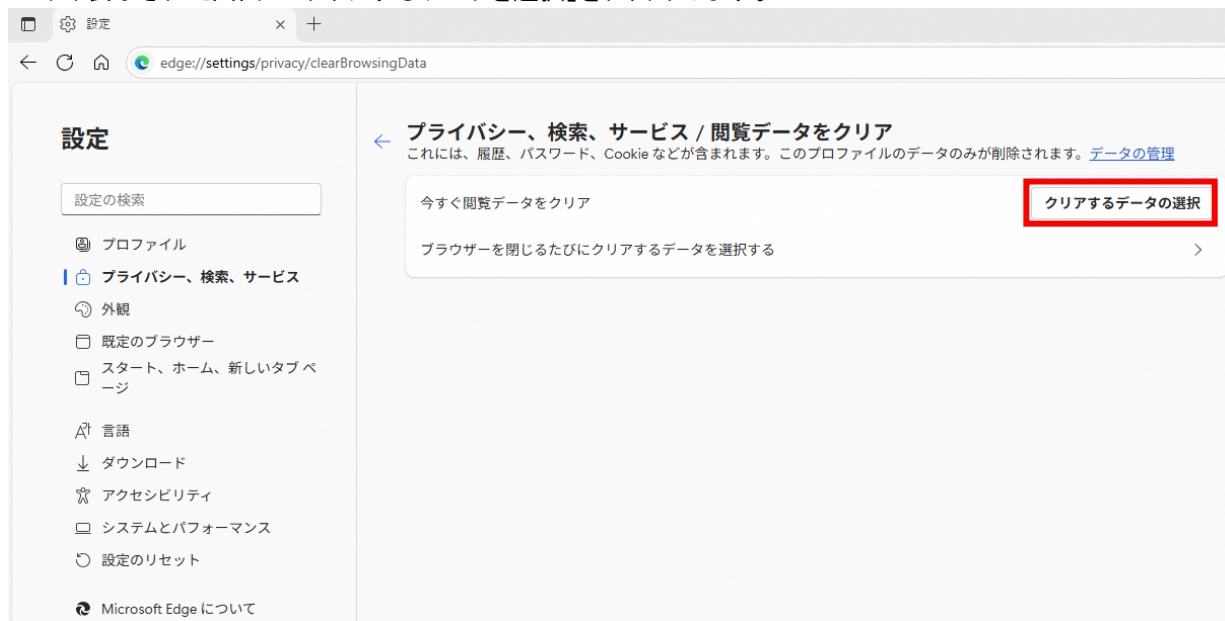 設定
edge://settings/privacy/clearBrowsingData
設定
プライバシー、検索、サービス / 閲覧データをクリア
これには、履歴、パスワード、Cookie などが含まれます。このプロファイルのデータのみが削除されます。データの管理
設定の検索
今すぐ閲覧データをクリア
クリアするデータの選択
ブラウザーを閉じるたびにクリアするデータを選択する
プロファイル
プライバシー、検索、サービス
外観
既定のブラウザー
スタート、ホーム、新しいタブ ペ
ージ
言語
ダウンロード
アクセシビリティ
システムとパフォーマンス
設定のリセット
Microsoft Edge について